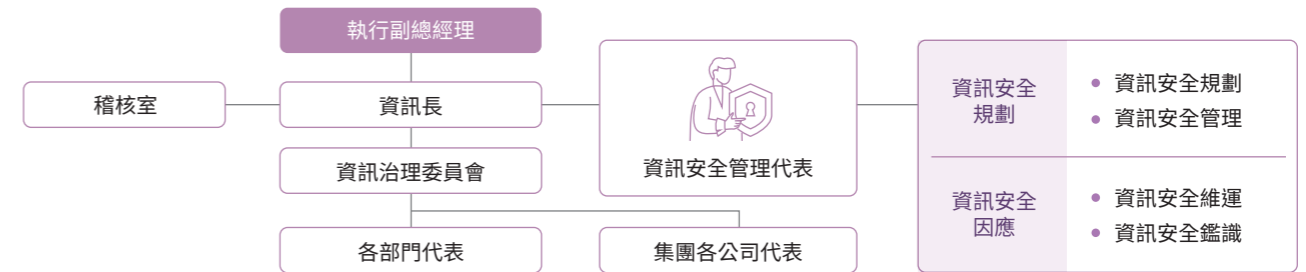 執行副總經理
稽核室
資訊長
資訊治理委員會
各部門代表
集團各公司代表
資訊安全管理代表
資訊安全
規劃
資訊安全規劃
資訊安全管理
資訊安全
因應
資訊安全維運
資訊安全鑑識